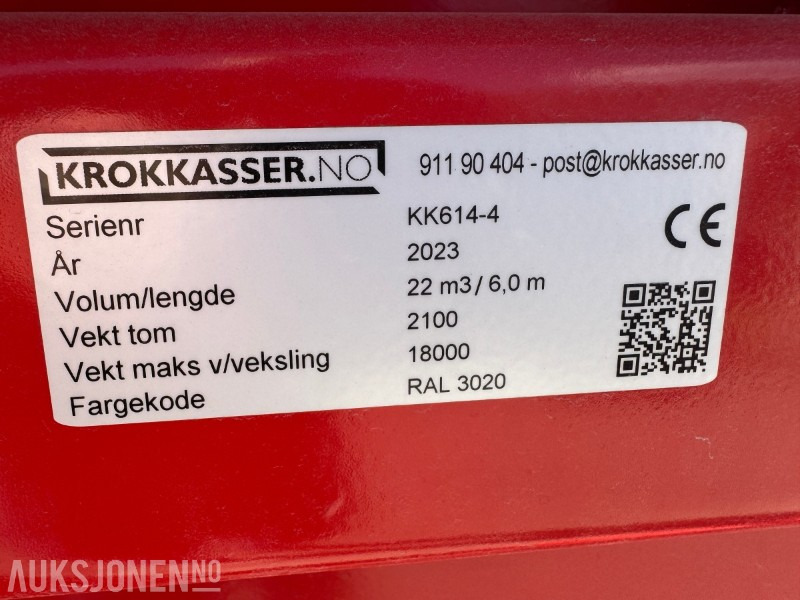 KROKKASSER.NO 911 90 404 - post@krokkasser.no
Serienr KK614-4
CE
År 2023
Volum/lengde 22 m3 / 6,0 m
Vekt tom 2100
Vekt maks v/veksling 18000
Fargekode RAL 3020
AUKSJONEN.NO